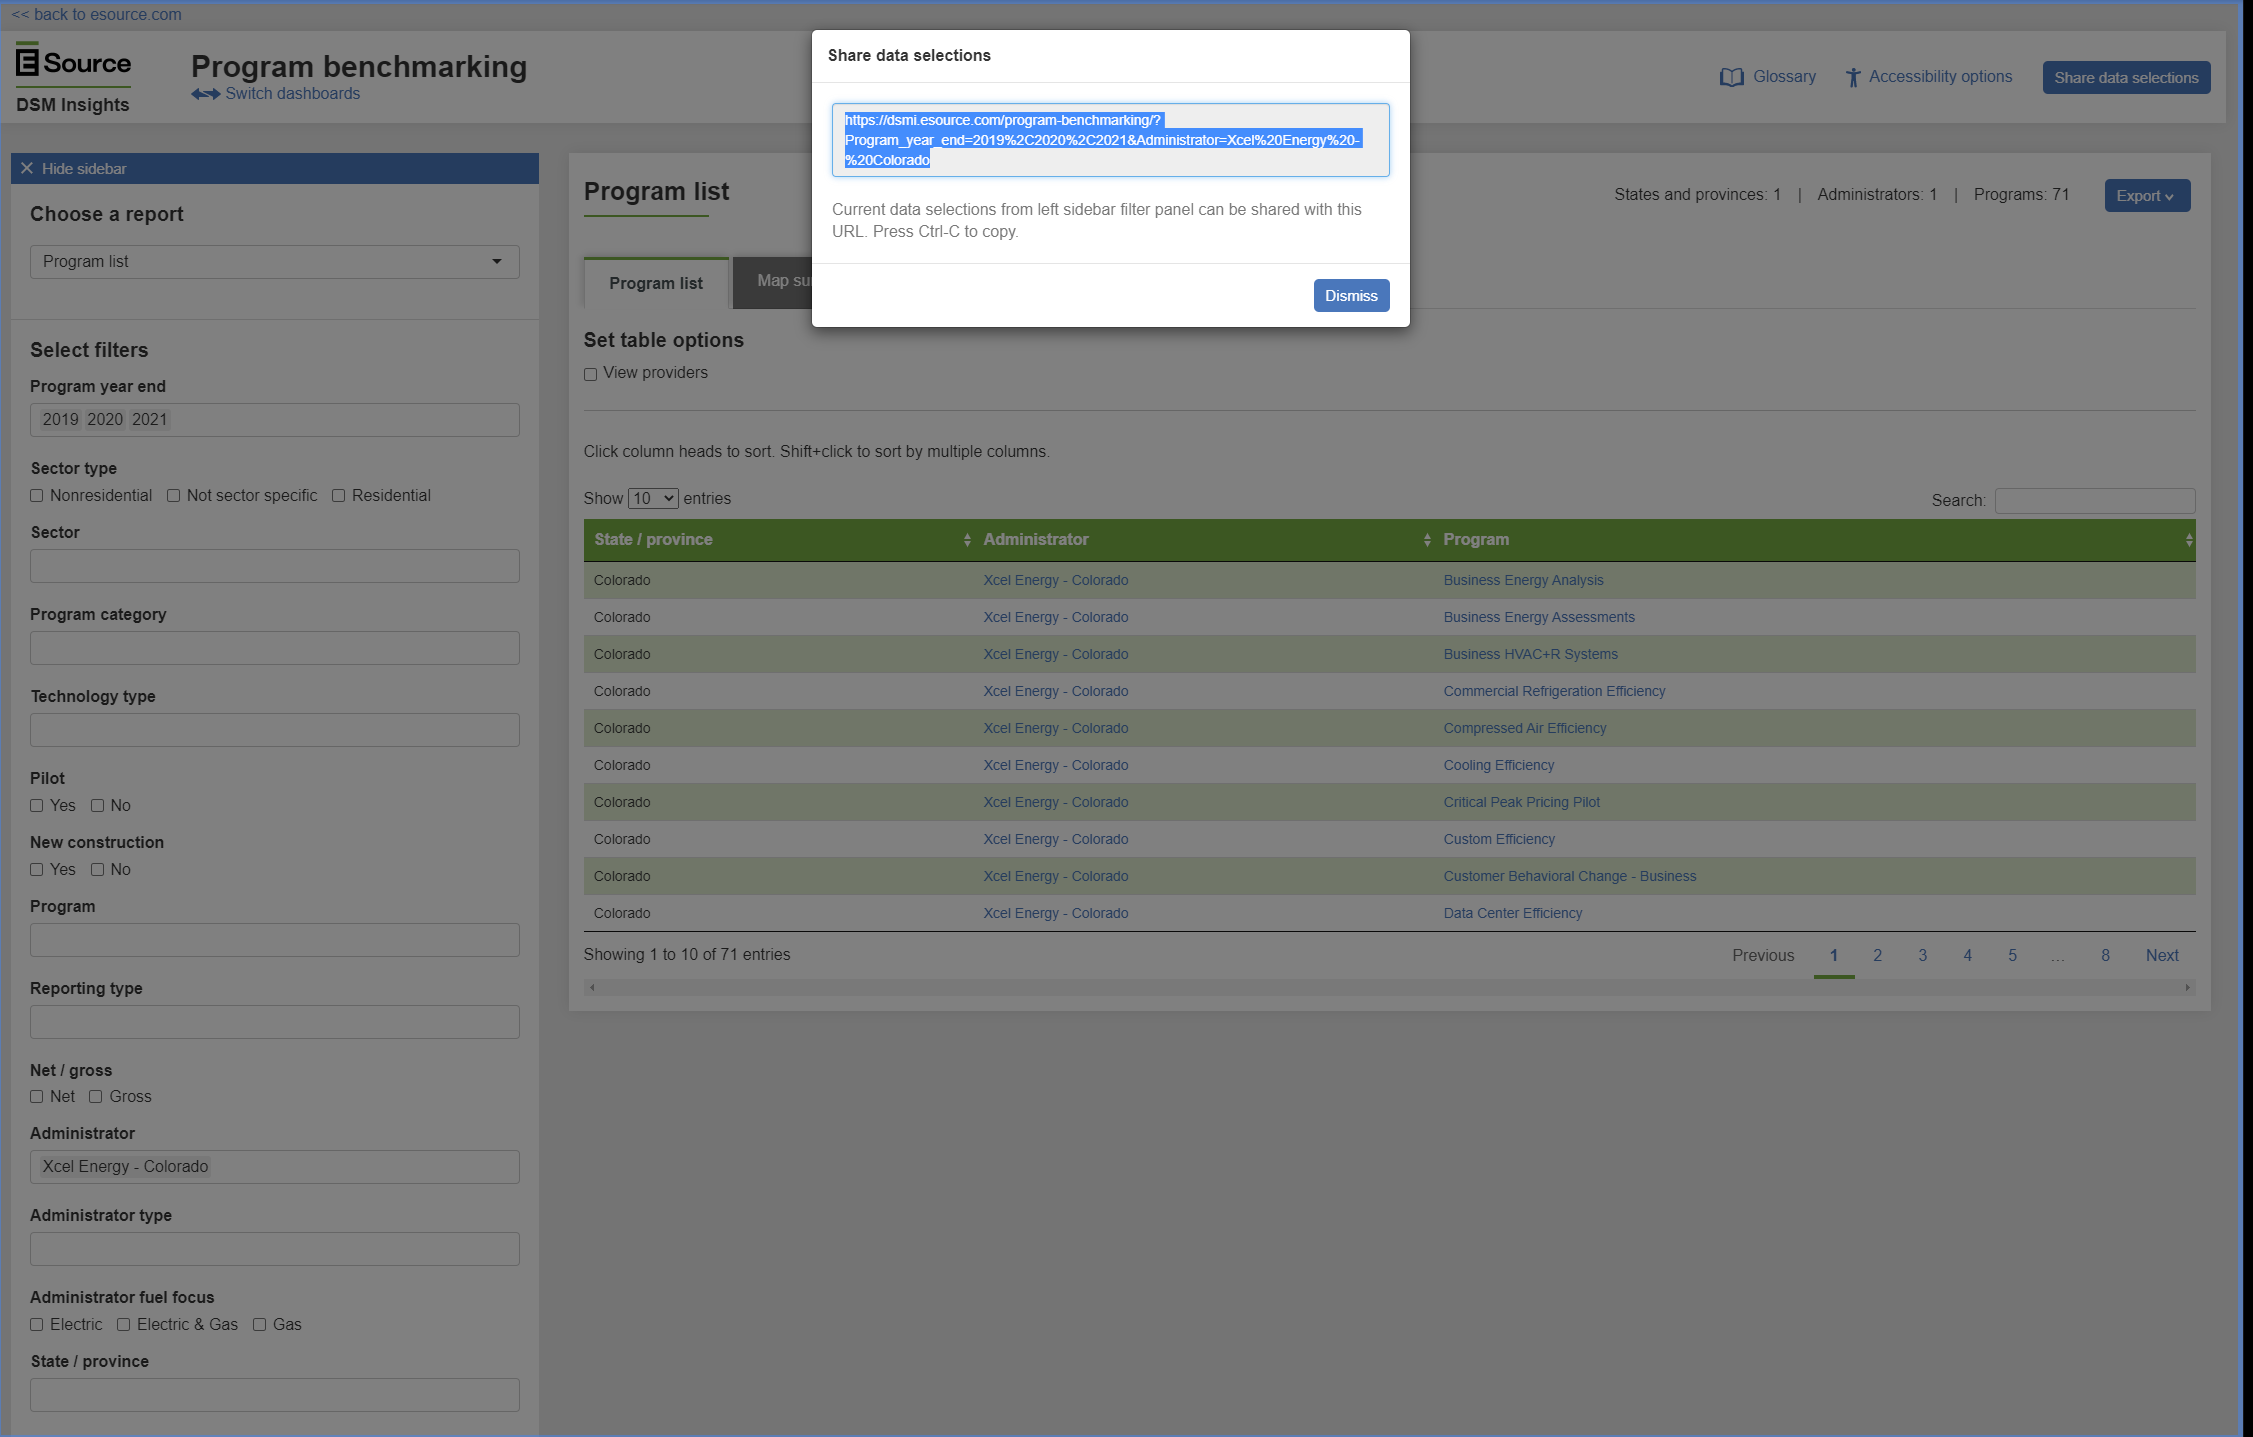 << back to esource.com
E Source
DSM Insights
Program benchmarking
Switch dashboards
Glossary
Accessibility options
Share data selections
Share data selections
https://dsmi.esource.com/program-benchmarking/?
Program_year_end=2019%2C2020%2C2021&Administrator=Xcel%20Energy%20-
%20Colorado
Current data selections from left sidebar filter panel can be shared with this
URL. Press Ctrl-C to copy.
Dismiss
Hide sidebar
Choose a report
Program list
Select filters
Program year end
2019 2020 2021
Sector type
Nonresidential Not sector specific Residential
Sector
Program category
Technology type
Pilot
Yes No
New construction
Yes No
Program
Reporting type
Net / gross
Net Gross
Administrator
Xcel Energy - Colorado
Administrator type
Administrator fuel focus
Electric Electric & Gas Gas
State / province
Program list
States and provinces: 1 | Administrators: 1 | Programs: 71
Export
Program list
Map
Set table options
View providers
Click column heads to sort. Shift+click to sort by multiple columns.
Show 10 entries
Search:
State / province Administrator Program
Colorado Xcel Energy - Colorado Business Energy Analysis
Colorado Xcel Energy - Colorado Business Energy Assessments
Colorado Xcel Energy - Colorado Business HVAC+R Systems
Colorado Xcel Energy - Colorado Commercial Refrigeration Efficiency
Colorado Xcel Energy - Colorado Compressed Air Efficiency
Colorado Xcel Energy - Colorado Cooling Efficiency
Colorado Xcel Energy - Colorado Critical Peak Pricing Pilot
Colorado Xcel Energy - Colorado Custom Efficiency
Colorado Xcel Energy - Colorado Customer Behavioral Change - Business
Colorado Xcel Energy - Colorado Data Center Efficiency
Showing 1 to 10 of 71 entries
Previous 1 2 3 4 5 … 8 Next